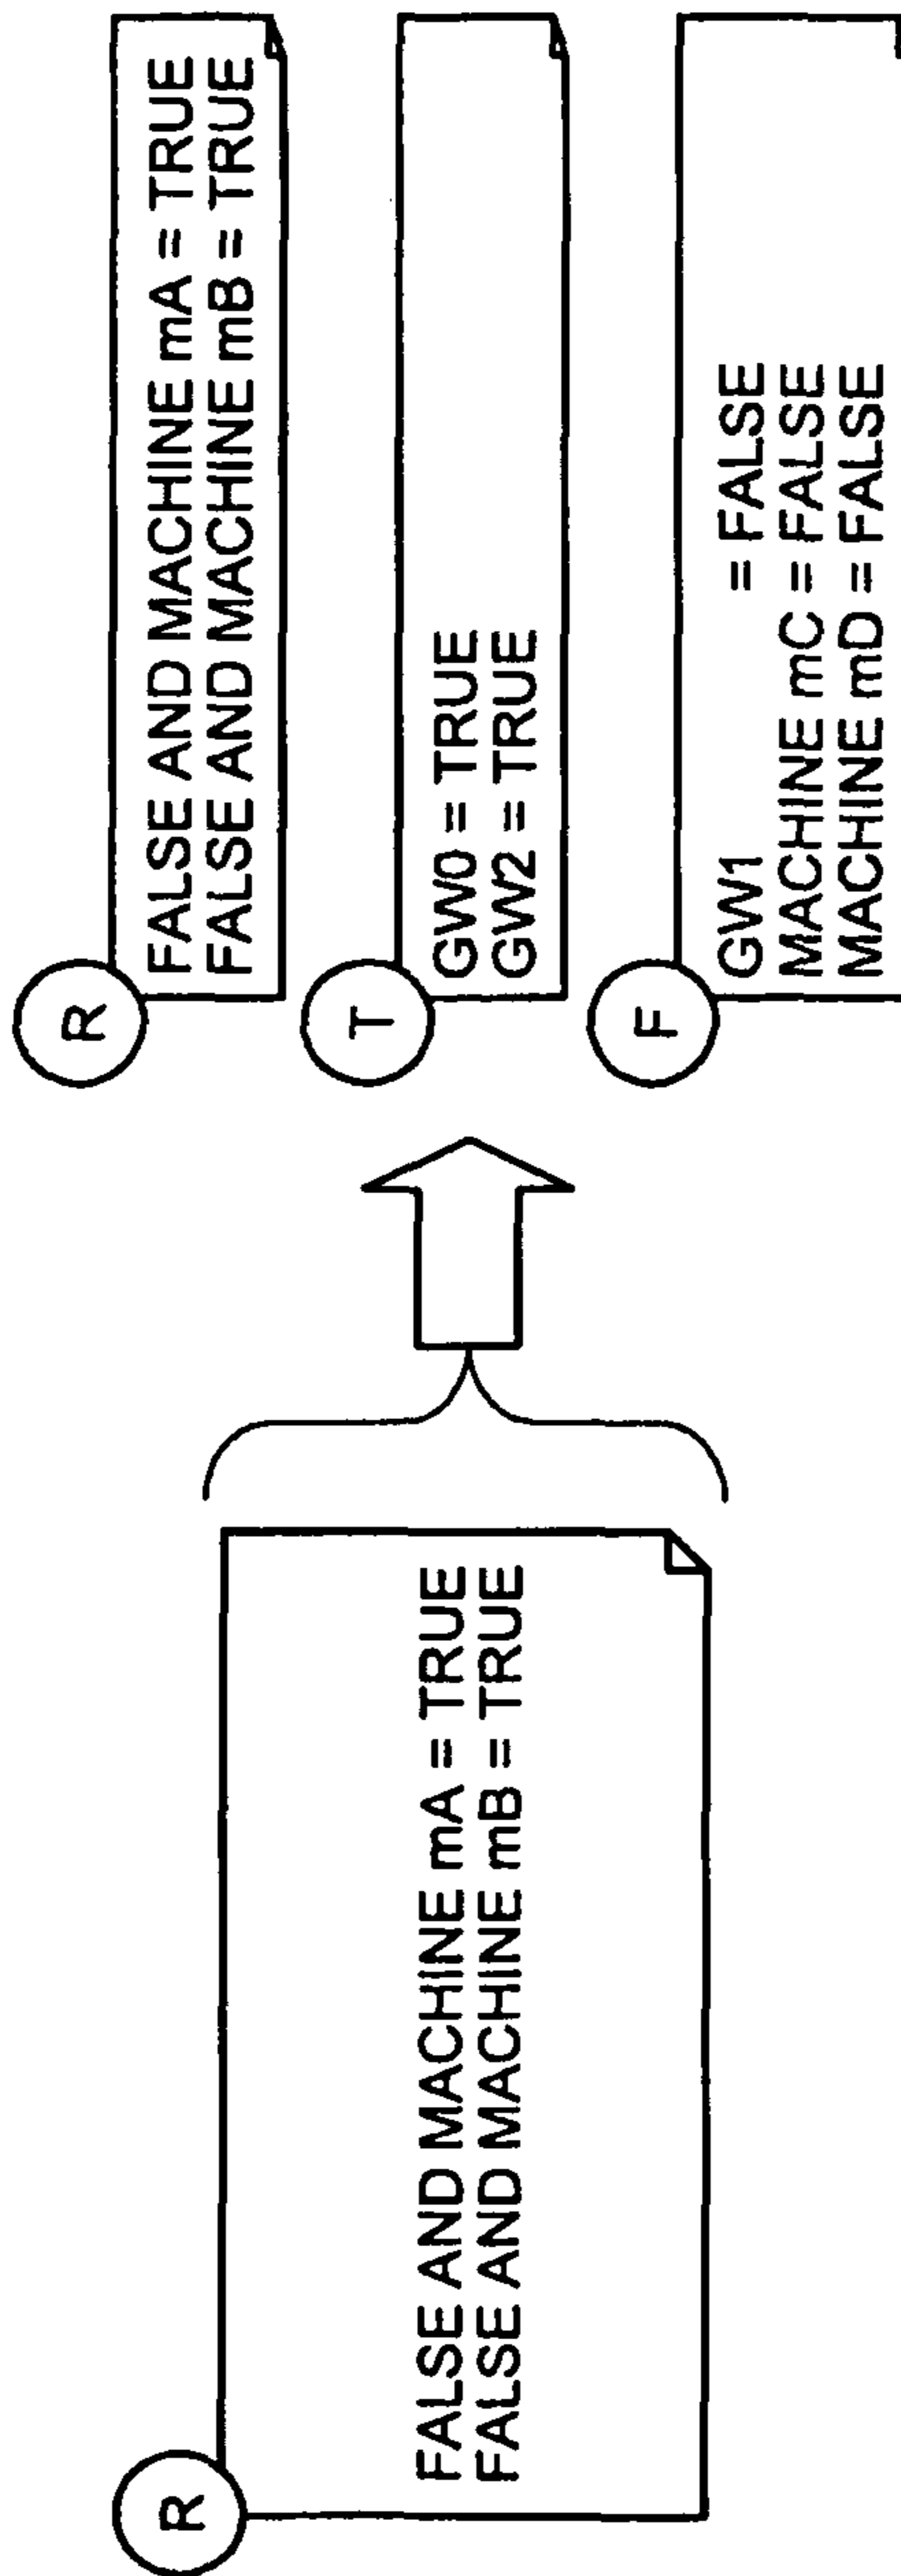 R
FALSE AND MACHINE mA = TRUE
FALSE AND MACHINE mB = TRUE
R
FALSE AND MACHINE mA = TRUE
FALSE AND MACHINE mB = TRUE
T
GW0 = TRUE
GW2 = TRUE
F
GW1 = FALSE
MACHINE mC = FALSE
MACHINE mD = FALSE